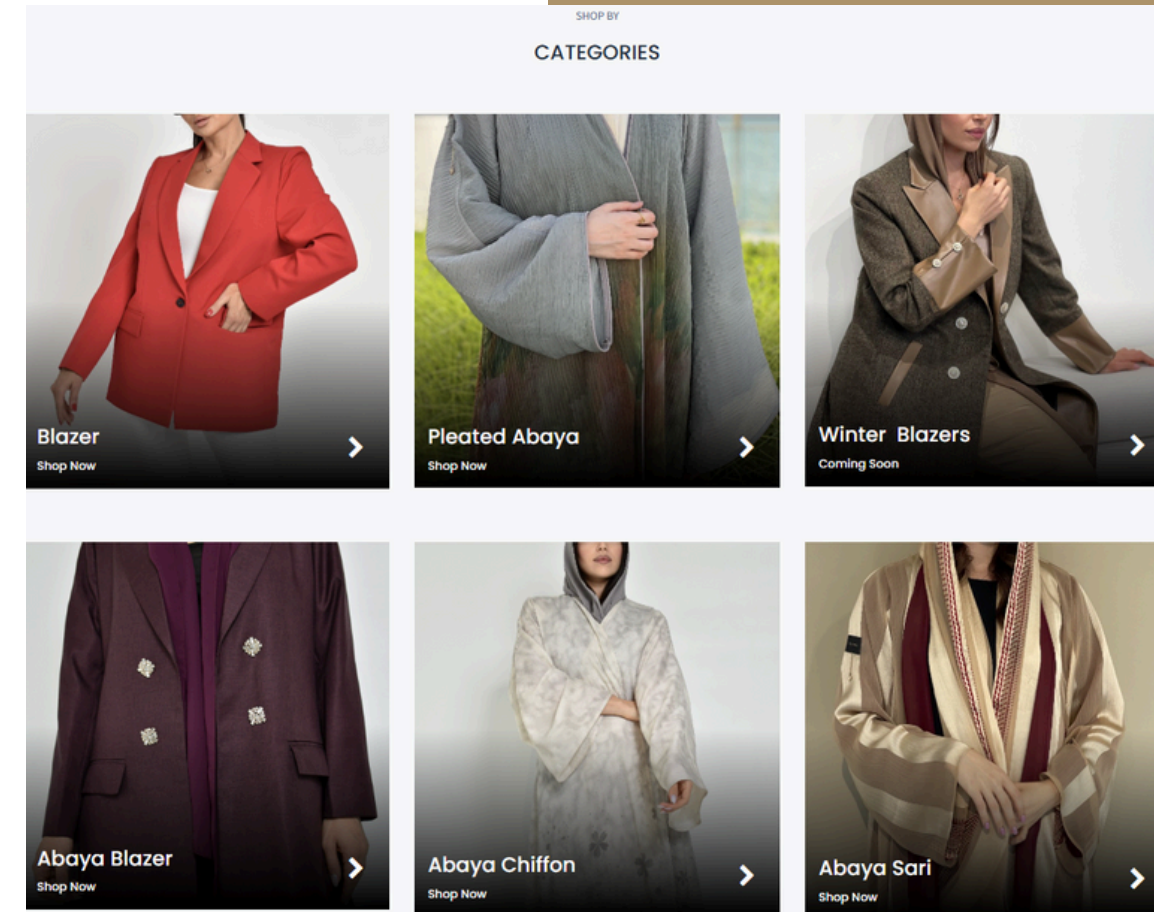 SHOP BY
CATEGORIES
Blazer
Shop Now
Pleated Abaya
Shop Now
Winter Blazers
Coming Soon
Abaya Blazer
Shop Now
Abaya Chiffon
Shop Now
Abaya Sari
Shop Now